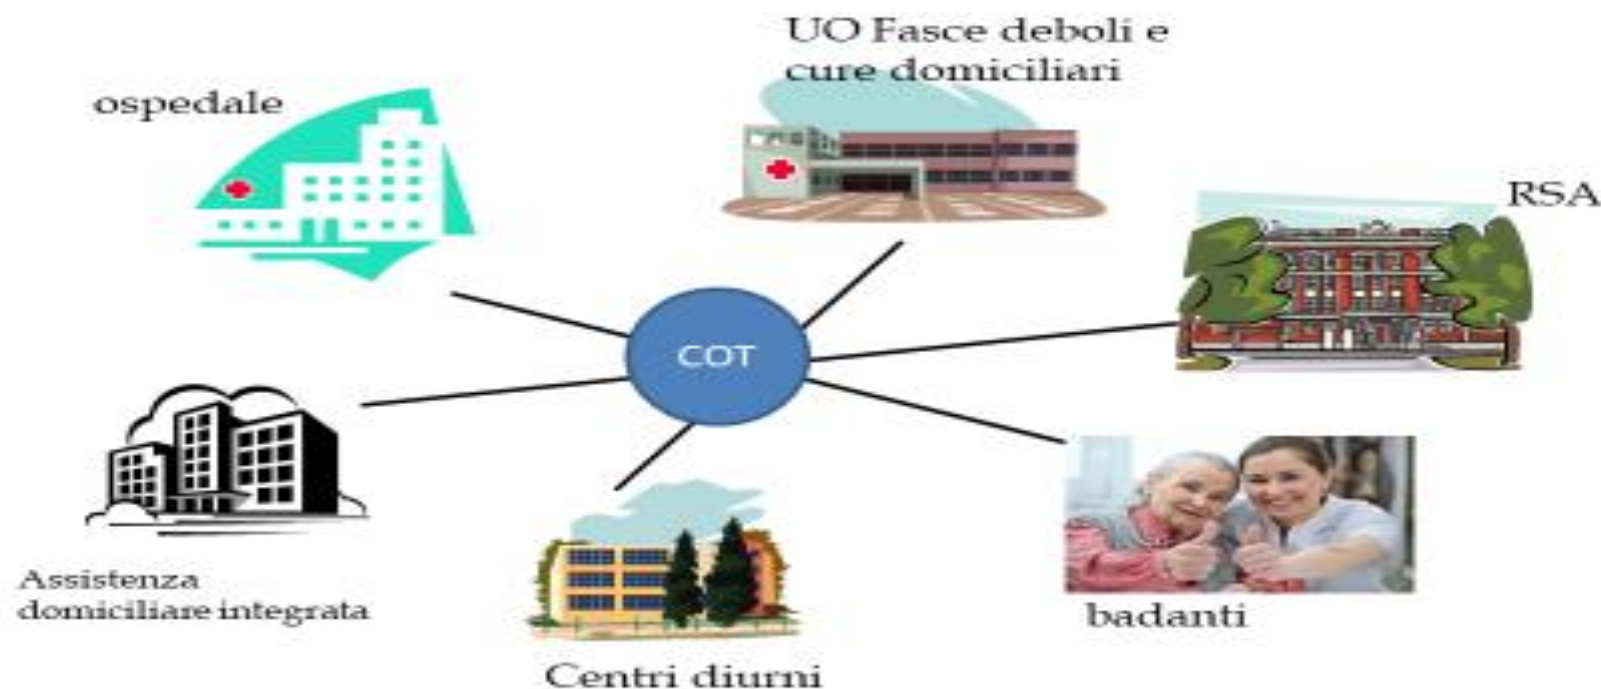 UO Fasce deboli e
cure domiciliari
ospedale
RSA
COT
Assistenza
domiciliare integrata
badanti
Centri diurni